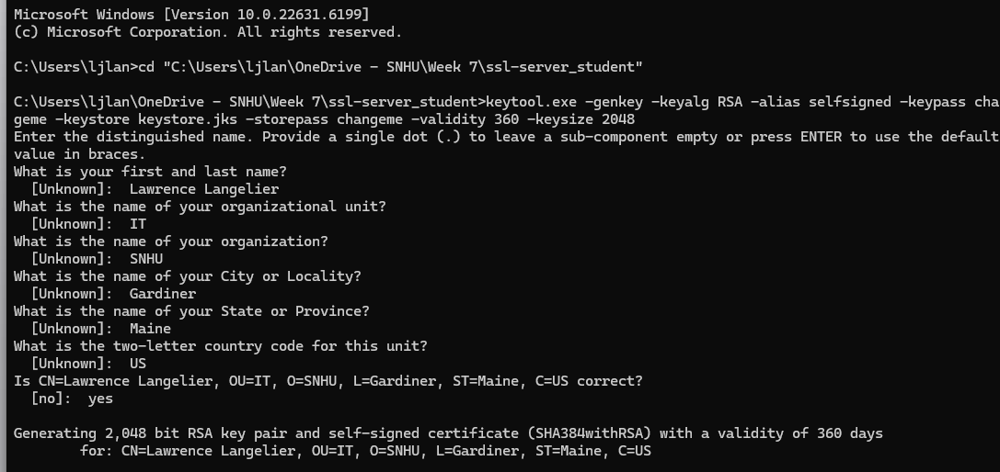 Microsoft Windows [Version 10.0.22631.6199]
(c) Microsoft Corporation. All rights reserved.
C:\Users\ljlan>cd "C:\Users\ljlan\OneDrive - SNHU\Week 7\ssl-server_student"
C:\Users\ljlan\OneDrive - SNHU\Week 7\ssl-server_student>keytool.exe -genkey -keyalg RSA -alias selfsigned -keypass chan
geme -keystore keystore.jks -storepass changeme -validity 360 -keysize 2048
Enter the distinguished name. Provide a single dot (.) to leave a sub-component empty or press ENTER to use the default
value in braces.
What is your first and last name?
  [Unknown]:  Lawrence Langelier
What is the name of your organizational unit?
  [Unknown]:  IT
What is the name of your organization?
  [Unknown]:  SNHU
What is the name of your City or Locality?
  [Unknown]:  Gardiner
What is the name of your State or Province?
  [Unknown]:  Maine
What is the two-letter country code for this unit?
  [Unknown]:  US
Is CN=Lawrence Langelier, OU=IT, O=SNHU, L=Gardiner, ST=Maine, C=US correct?
  [no]:  yes
Generating 2,048 bit RSA key pair and self-signed certificate (SHA384withRSA) with a validity of 360 days
        for: CN=Lawrence Langelier, OU=IT, O=SNHU, L=Gardiner, ST=Maine, C=US